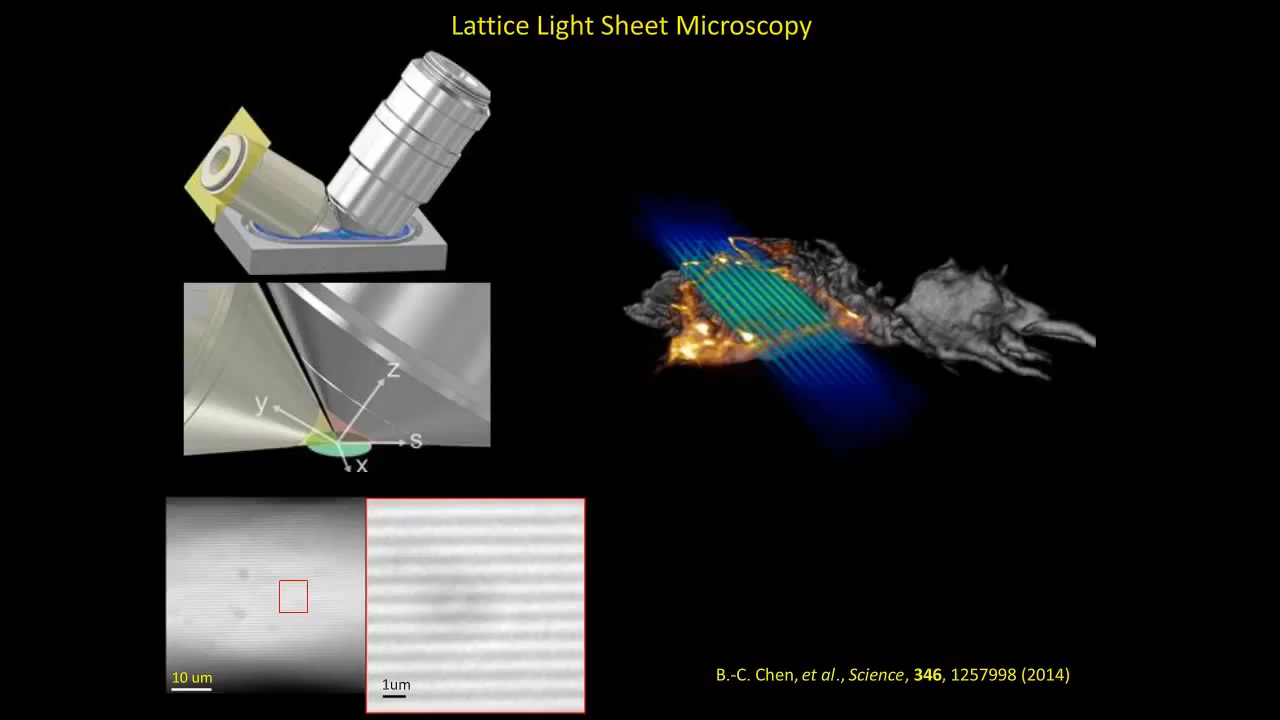 Lattice Light Sheet Microscopy
z
y
s
x
10 um
1um
B.-C. Chen, et al., Science, 346, 1257998 (2014)